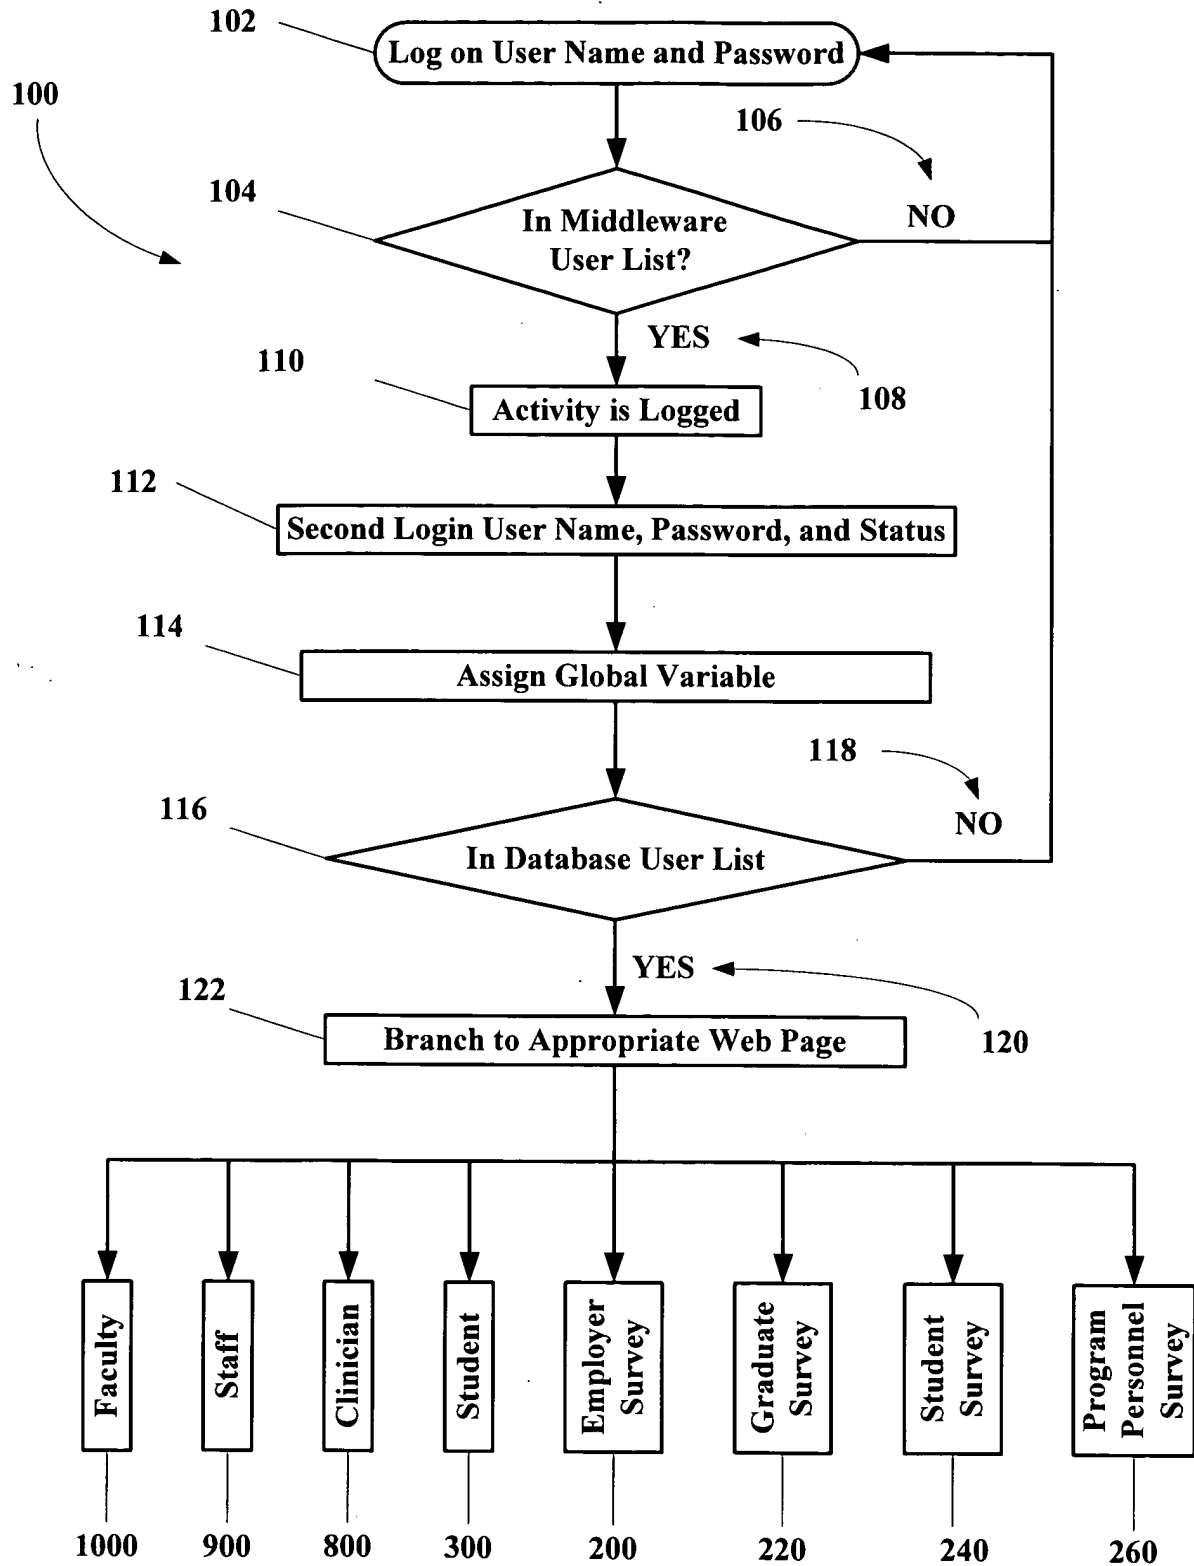 102
Log on User Name and Password
100
106
104
In Middleware
User List?
NO
YES
110
108
Activity is Logged
112
Second Login User Name, Password, and Status
114
Assign Global Variable
118
116
NO
In Database User List
YES
122
120
Branch to Appropriate Web Page
Faculty
Staff
Clinician
Student
Employer
Survey
Graduate
Survey
Student
Survey
Program
Personnel
Survey
1000
900
800
300
200
220
240
260